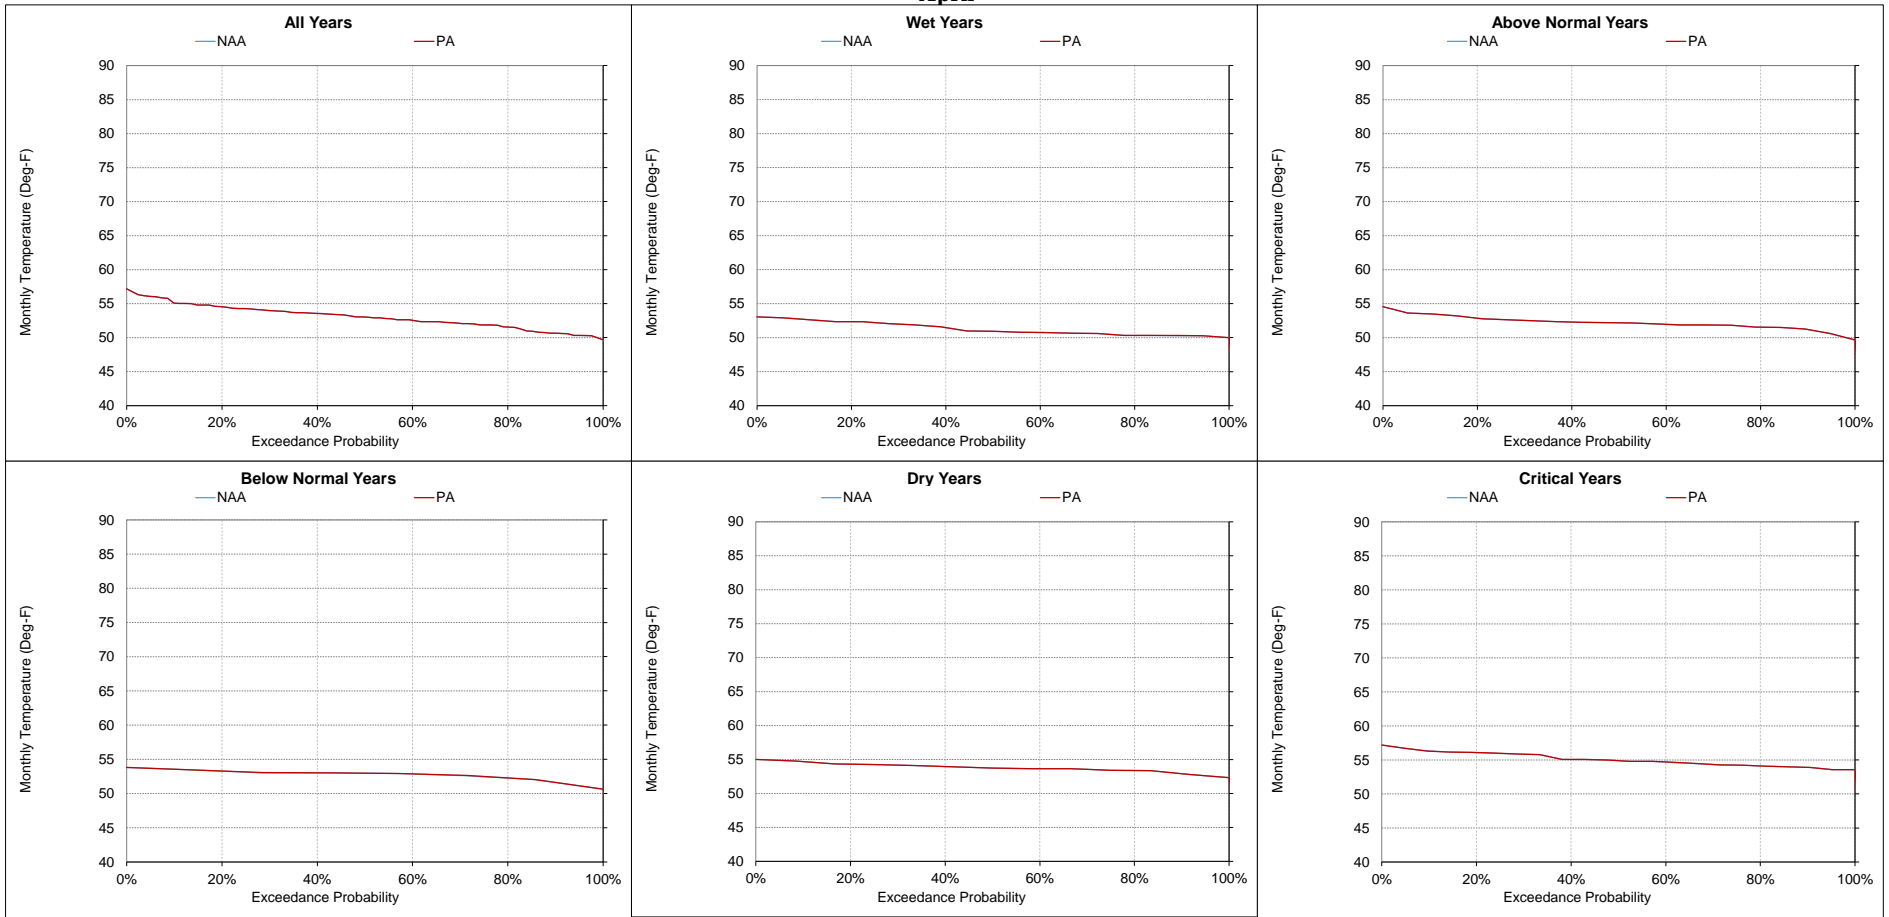 All Years
NAA PA
90
85
80
75
70
65
60
55
50
45
40
0% 20% 40% 60% 80% 100%
Monthly Temperature (Deg-F)
Exceedance Probability
Wet Years
NAA PA
90
85
80
75
70
65
60
55
50
45
40
0% 20% 40% 60% 80% 100%
Monthly Temperature (Deg-F)
Exceedance Probability
Above Normal Years
NAA PA
90
85
80
75
70
65
60
55
50
45
40
0% 20% 40% 60% 80% 100%
Monthly Temperature (Deg-F)
Exceedance Probability
Below Normal Years
NAA PA
90
85
80
75
70
65
60
55
50
45
40
0% 20% 40% 60% 80% 100%
Monthly Temperature (Deg-F)
Exceedance Probability
Dry Years
NAA PA
90
85
80
75
70
65
60
55
50
45
40
0% 20% 40% 60% 80% 100%
Monthly Temperature (Deg-F)
Exceedance Probability
Critical Years
NAA PA
90
85
80
75
70
65
60
55
50
45
40
0% 20% 40% 60% 80% 100%
Monthly Temperature (Deg-F)
Exceedance Probability